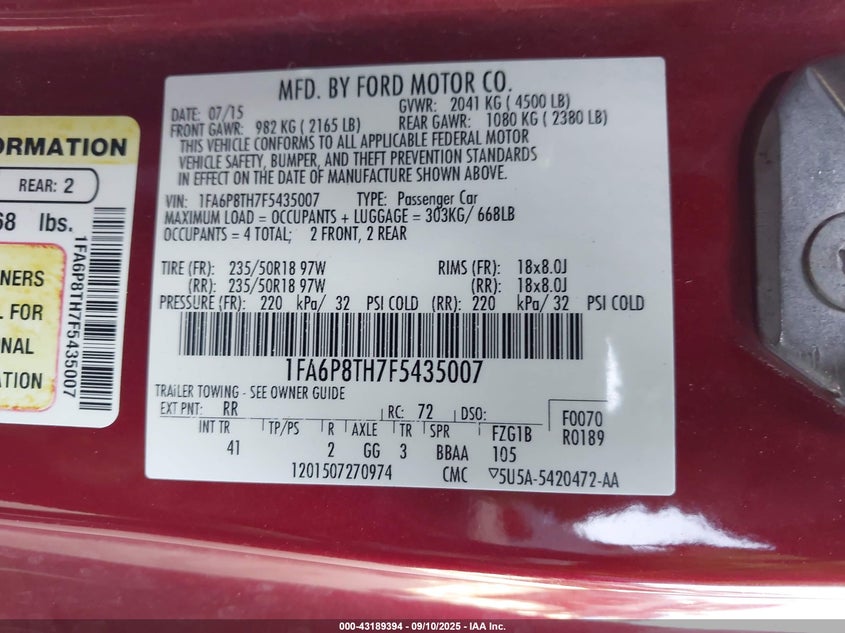 ORMATION
REAR: 2
68 lbs.
NERS
L FOR
NAL
TATION
1FA6P8TH7F5435007
MFD. BY FORD MOTOR CO.
DATE: 07/15 GVWR: 2041 KG ( 4500 LB)
FRONT GAWR: 982 KG ( 2165 LB) REAR GAWR: 1080 KG ( 2380 LB)
THIS VEHICLE CONFORMS TO ALL APPLICABLE FEDERAL MOTOR
VEHICLE SAFETY, BUMPER, AND THEFT PREVENTION STANDARDS
IN EFFECT ON THE DATE OF MANUFACTURE SHOWN ABOVE.
VIN: 1FA6P8TH7F5435007 TYPE: Passenger Car
MAXIMUM LOAD = OCCUPANTS + LUGGAGE = 303KG/ 668LB
OCCUPANTS = 4 TOTAL; 2 FRONT, 2 REAR
TIRE (FR): 235/50R18 97W RIMS (FR): 18x8.0J
(RR): 235/50R18 97W (RR): 18x8.0J
PRESSURE (FR): 220 kPa/ 32 PSI COLD (RR): 220 kPa/ 32 PSI COLD
1FA6P8TH7F5435007
TRAILER TOWING - SEE OWNER GUIDE
EXT PNT: RR RC: 72 DSO: F0070
INT TR TP/PS R AXLE TR SPR FZG1B R0189
41 2 GG 3 BBAA 105
1201507270974 CMC ▽5U5A-5420472-AA
000-43189394 - 09/10/2025 - IAA Inc.